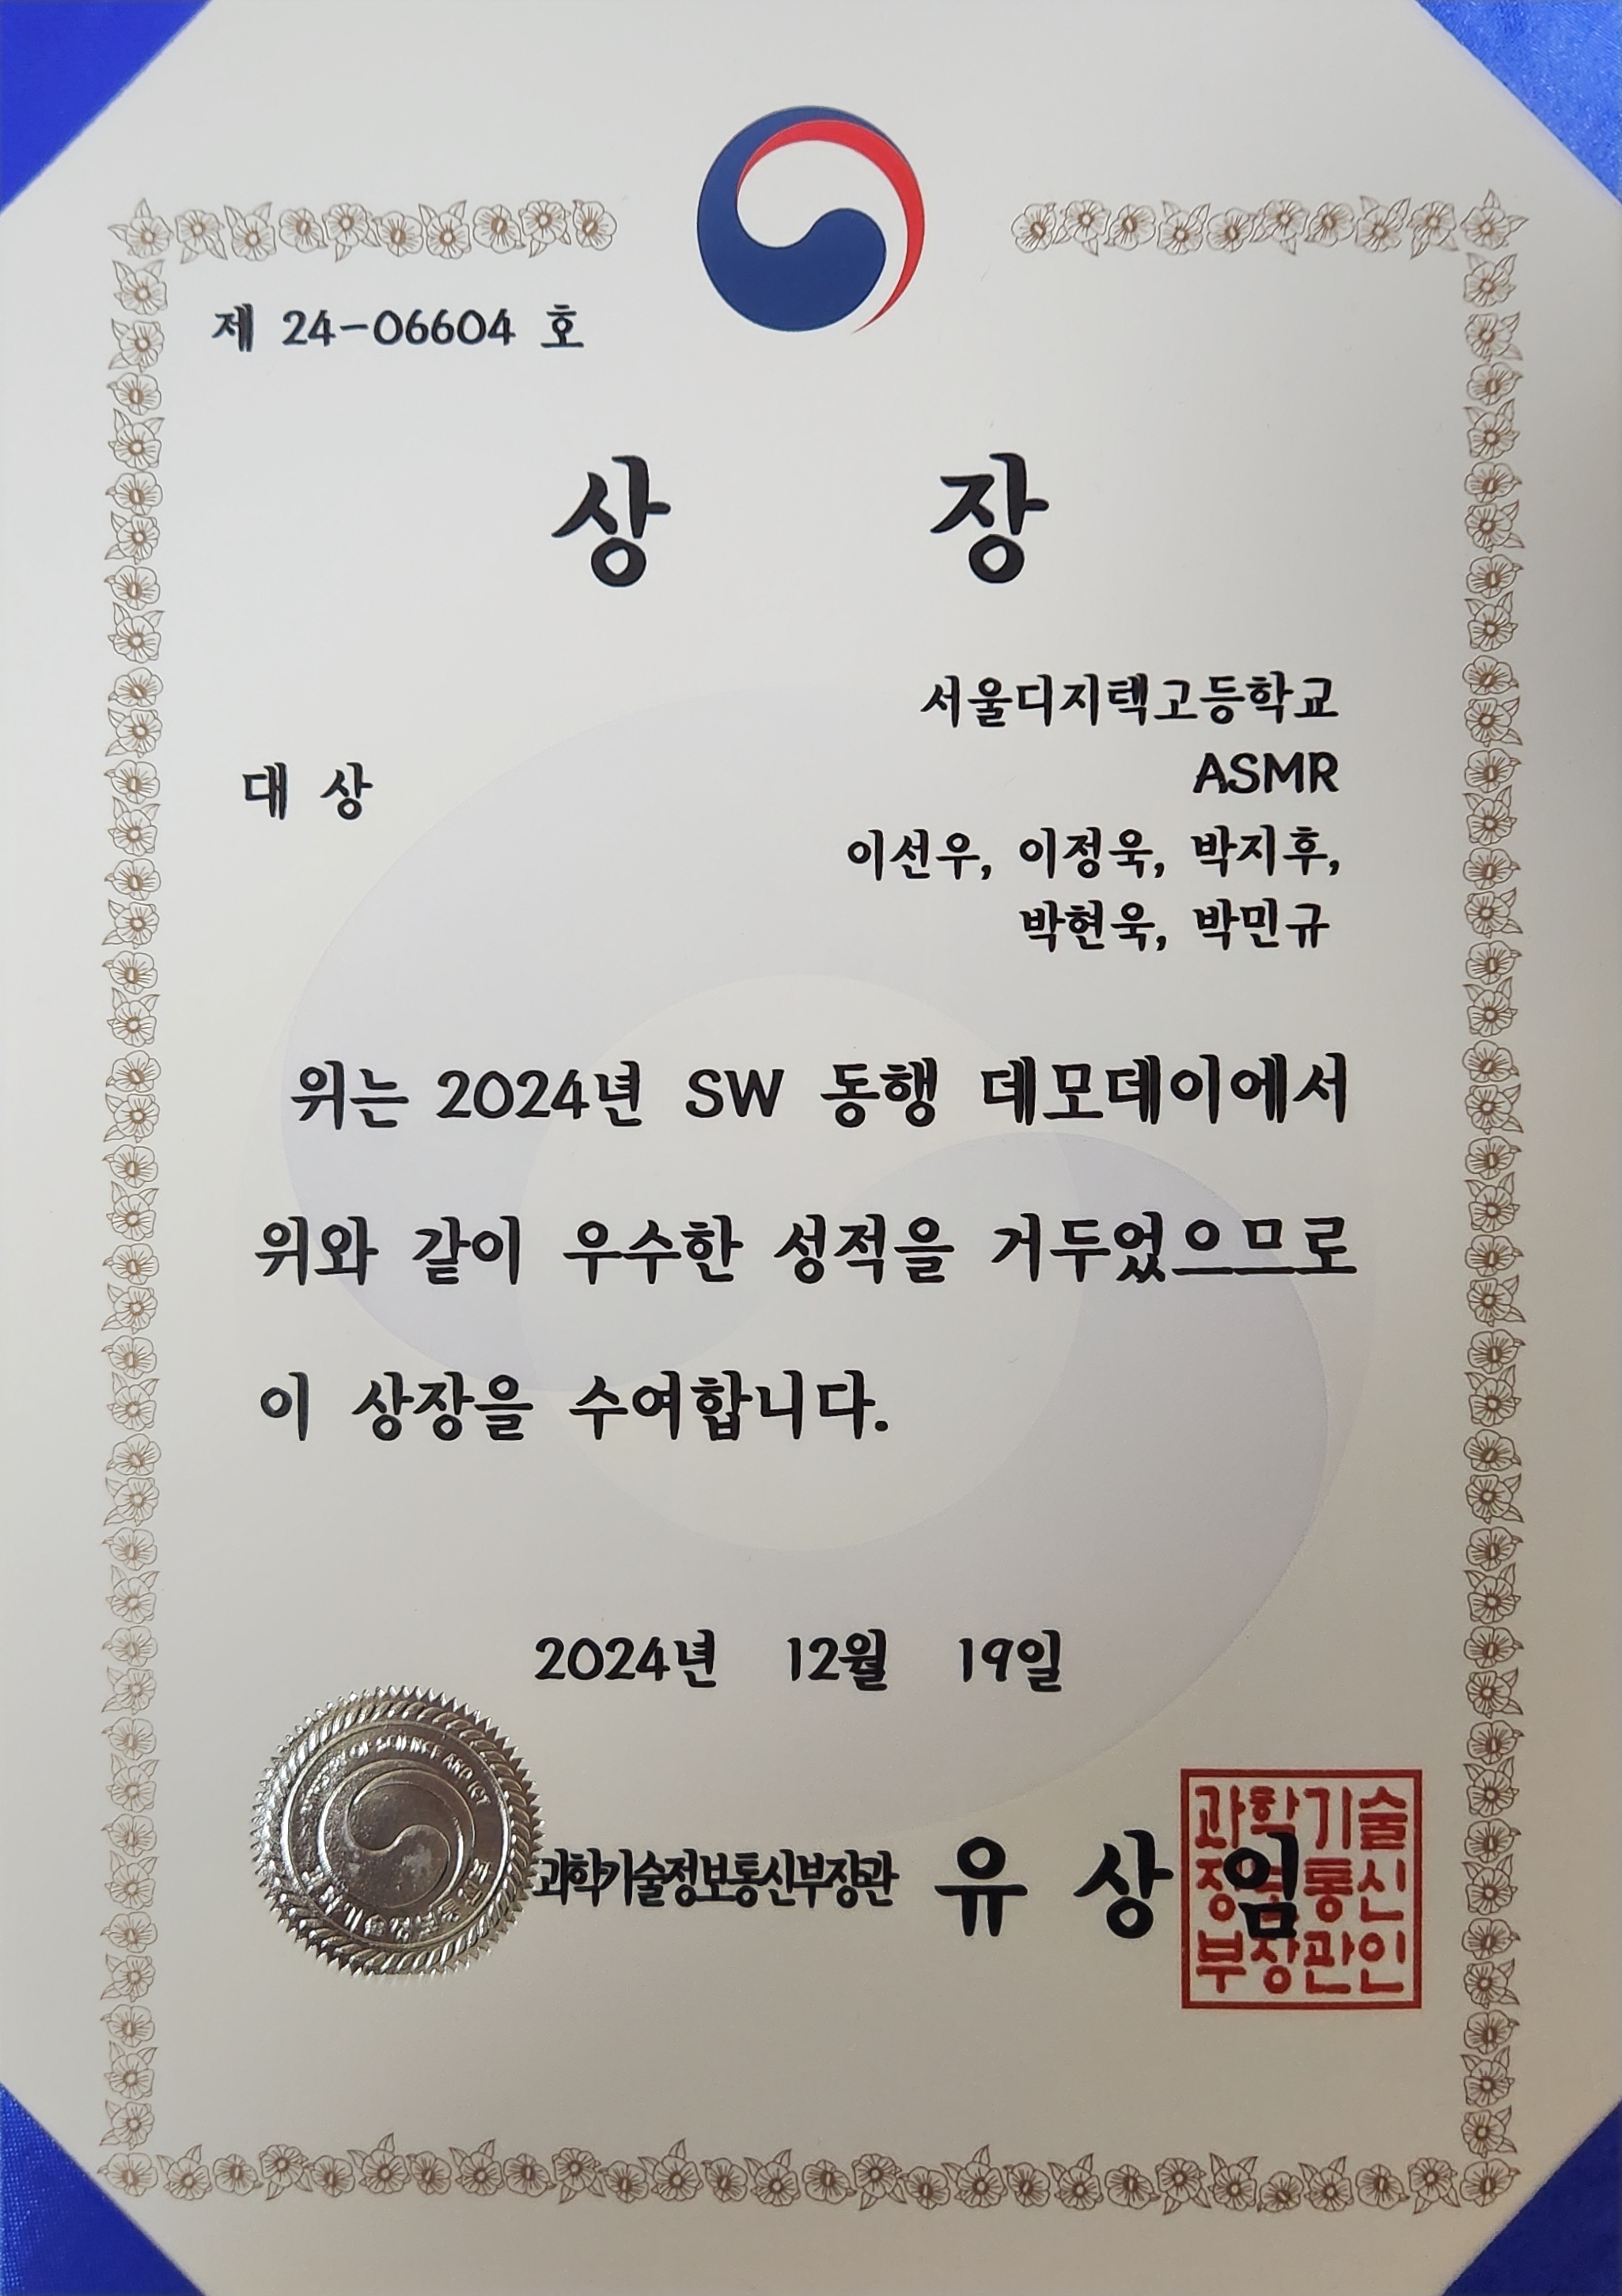 제 24-06604 호
상 장
서울디지텍고등학교
대 상
ASMR
이선우, 이정욱, 박지후,
박현욱, 박민규
위는 2024년 SW 동행 데모데이에서
위와 같이 우수한 성적을 거두었으므로
이 상장을 수여합니다.
2024년 12월 19일
MINISTRY OF SCIENCE AND ICT
과학기술정보통신부장관 유 상 임
과학기술
정보통신
부장관인